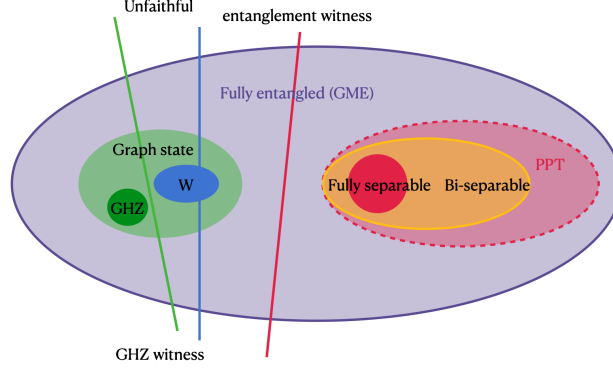 Unfaithful
entanglement witness
Fully entangled (GME)
Graph state
PPT
W
Fully separable
Bi-separable
GHZ
GHZ witness